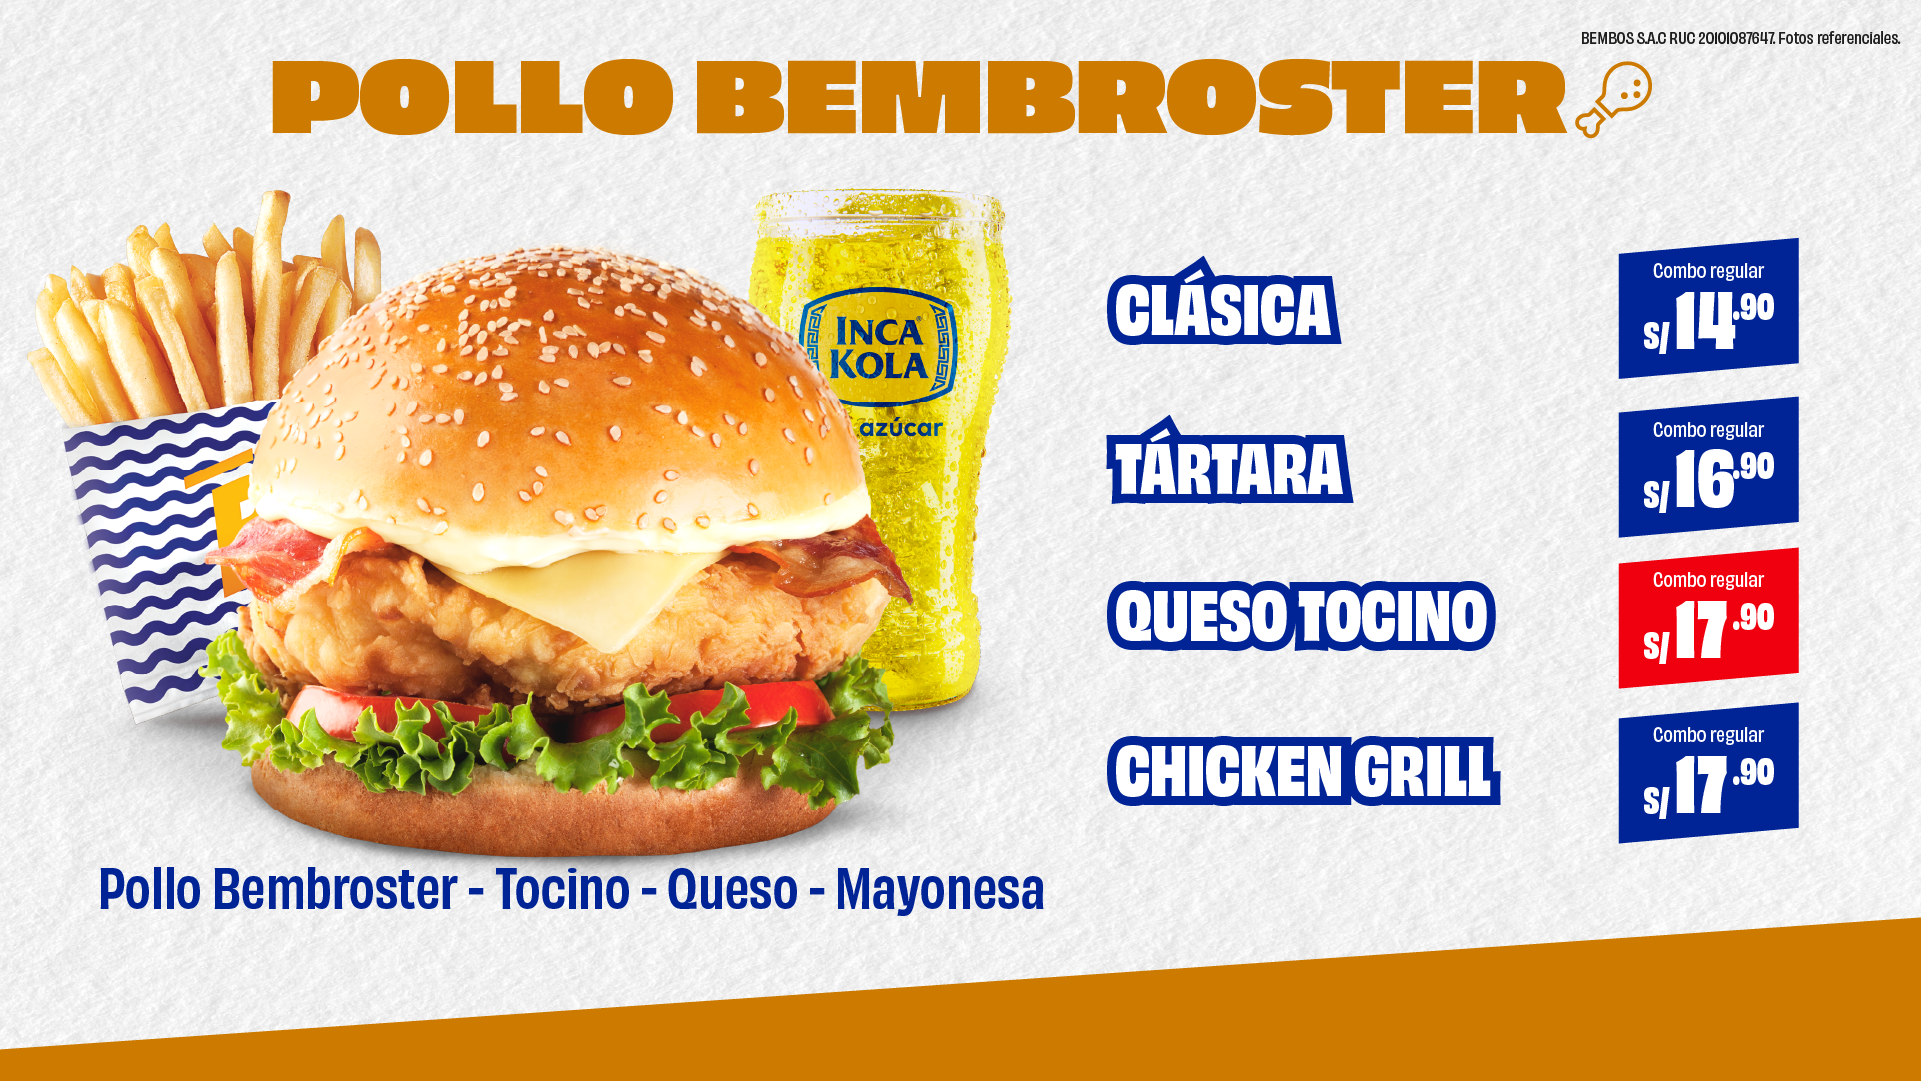 BEMBOS S.A.C RUC 20101087647. Fotos referenciales.
POLLO BEMBROSTER
INCA
KOLA
azúcar
CLÁSICA
Combo regular
S/14.90
TÁRTARA
Combo regular
S/16.90
QUESO TOCINO
Combo regular
S/17.90
CHICKEN GRILL
Combo regular
S/17.90
Pollo Bembroster - Tocino - Queso - Mayonesa